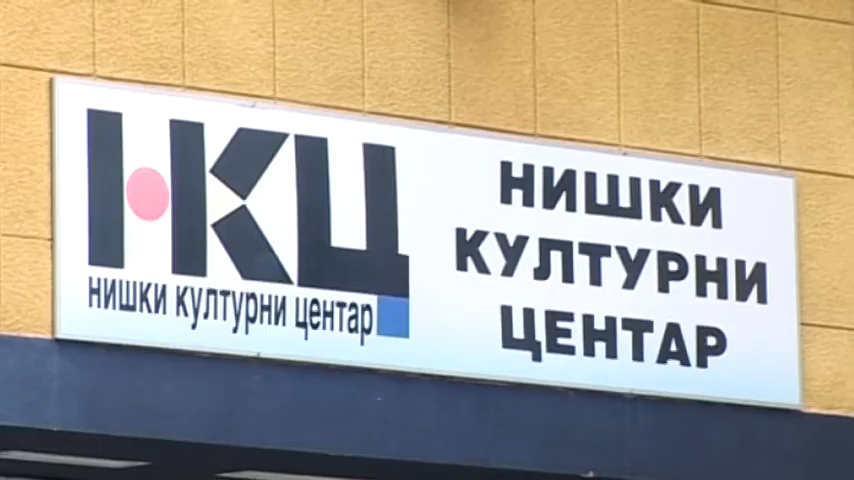 НКЦ
нишки културни центар
НИШКИ
КУЛТУРНИ
ЦЕНТАР